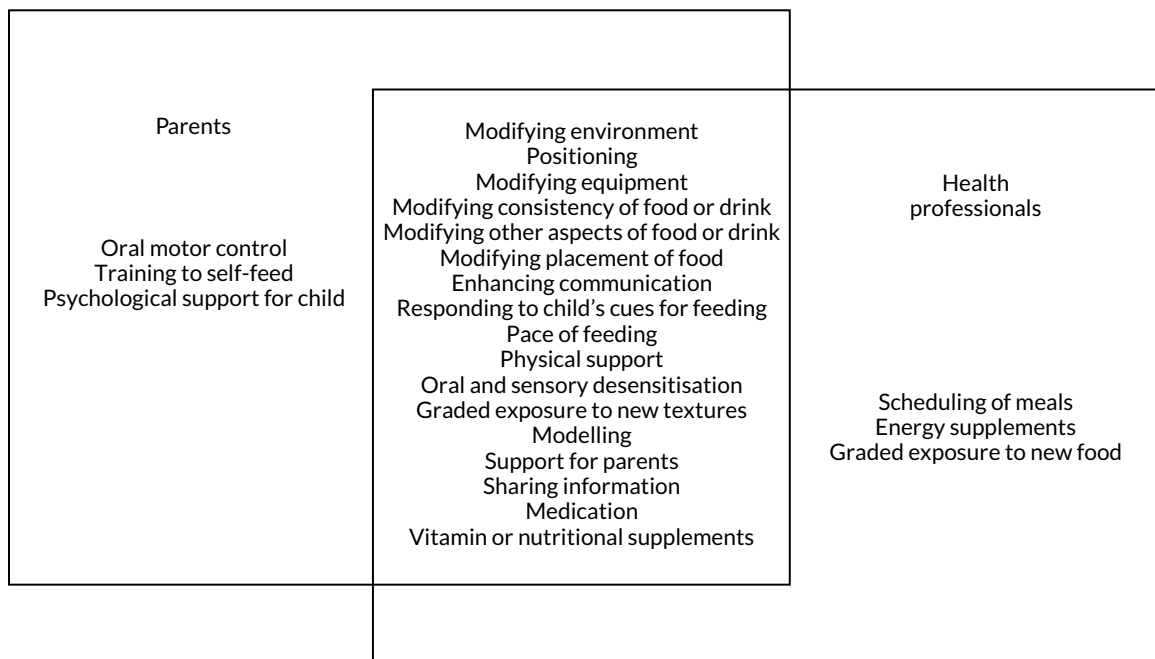 Parents
Oral motor control
Training to self-feed
Psychological support for child
Modifying environment
Positioning
Modifying equipment
Modifying consistency of food or drink
Modifying other aspects of food or drink
Modifying placement of food
Enhancing communication
Responding to child’s cues for feeding
Pace of feeding
Physical support
Oral and sensory desensitisation
Graded exposure to new textures
Modelling
Support for parents
Sharing information
Medication
Vitamin or nutritional supplements
Health
professionals
Scheduling of meals
Energy supplements
Graded exposure to new food